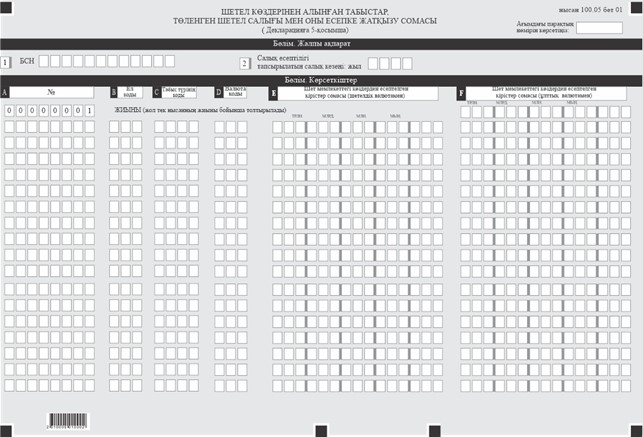 ШЕТЕЛ КӨЗДЕРІНЕН АЛЫНҒАН ТАБЫСТАР,
ТӨЛЕНГЕН ШЕТЕЛ САЛЫҒЫ МЕН ОНЫ ЕСЕПКЕ ЖАТҚЫЗУ СОМАСЫ
( Декларацияға 5-қосымша)
нысан 100.05 бет 01
Ағымдағы парақтың
нөмірін көрсетіңіз:
Бөлім. Жалпы ақпарат
1 БСН
2 Салық есептілігі
тапсырылатын салық кезеңі: жыл
Бөлім. Көрсеткіштер
A №
B Ел
коды
C Табыс түрінің
коды
D Валюта
коды
E Шет мемлекеттегі көздерден есептелген
кірістер сомасы (шетелдік валютамен)
F Шет мемлекеттегі көздерден есептелген
кірістер сомасы (ұлттық валютамен)
0 0 0 0 0 0 0 1
ЖИЫНЫ (жол тек нысанның жиыны бойынша толтырылады)
трлн млрд млн мың
трлн млрд млн мың